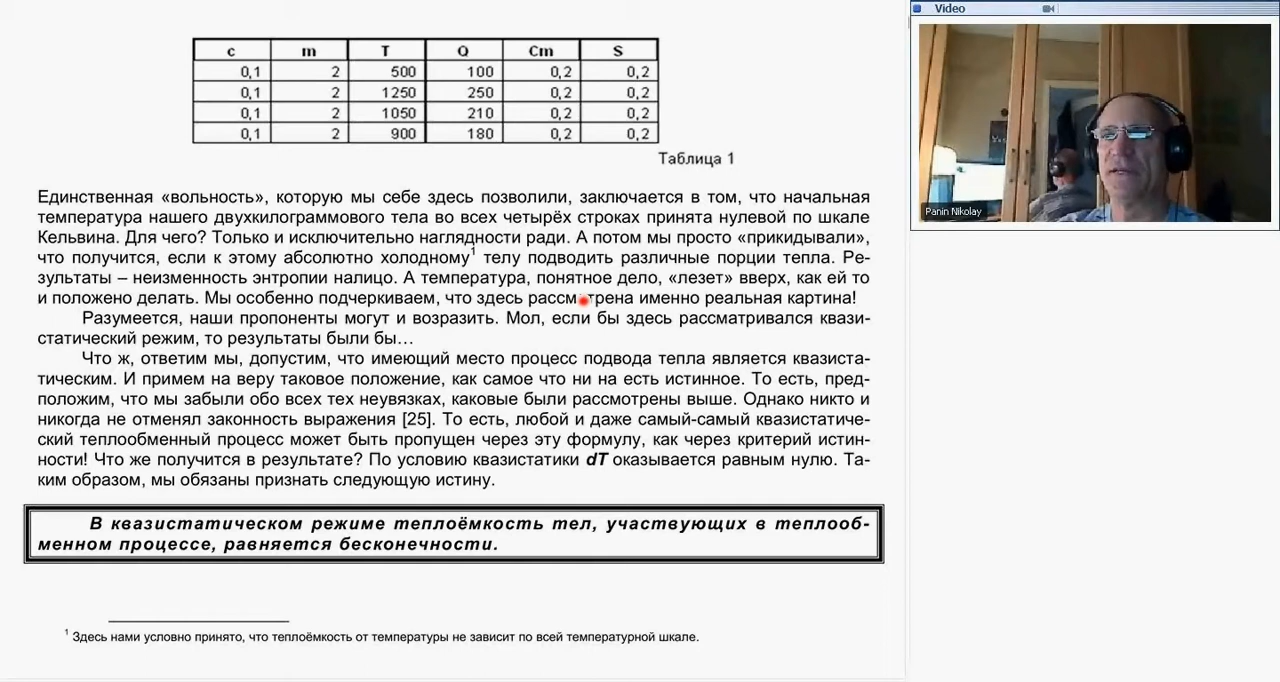 c m T Q Cm S
0,1 2 500 100 0,2 0,2
0,1 2 1250 250 0,2 0,2
0,1 2 1050 210 0,2 0,2
0,1 2 900 180 0,2 0,2
Таблица 1
Единственная «вольность», которую мы себе здесь позволили, заключается в том, что начальная
температура нашего двухкилограммового тела во всех четырёх строках принята нулевой по шкале
Кельвина. Для чего? Только и исключительно наглядности ради. А потом мы просто «прикидывали»,
что получится, если к этому абсолютно холодному¹ телу подводить различные порции тепла. Ре-
зультаты – неизменность энтропии налицо. А температура, понятное дело, «лезет» вверх, как ей то
и положено делать. Мы особенно подчеркиваем, что здесь рассмотрена именно реальная картина!
Разумеется, наши пропоненты могут и возразить. Мол, если бы здесь рассматривался квази-
статический режим, то результаты были бы…
Что ж, ответим мы, допустим, что имеющий место процесс подвода тепла является квазиста-
тическим. И примем на веру таковое положение, как самое что ни на есть истинное. То есть, пред-
положим, что мы забыли обо всех тех неувязках, каковые были рассмотрены выше. Однако никто и
никогда не отменял законность выражения [25]. То есть, любой и даже самый-самый квазистатиче-
ский теплообменный процесс может быть пропущен через эту формулу, как через критерий истин-
ности! Что же получится в результате? По условию квазистатики dT оказывается равным нулю. Та-
ким образом, мы обязаны признать следующую истину.
В квазистатическом режиме теплоёмкость тел, участвующих в теплооб-
менном процессе, равняется бесконечности.
¹ Здесь нами условно принято, что теплоёмкость от температуры не зависит по всей температурной шкале.
Video
Panin Nikolay